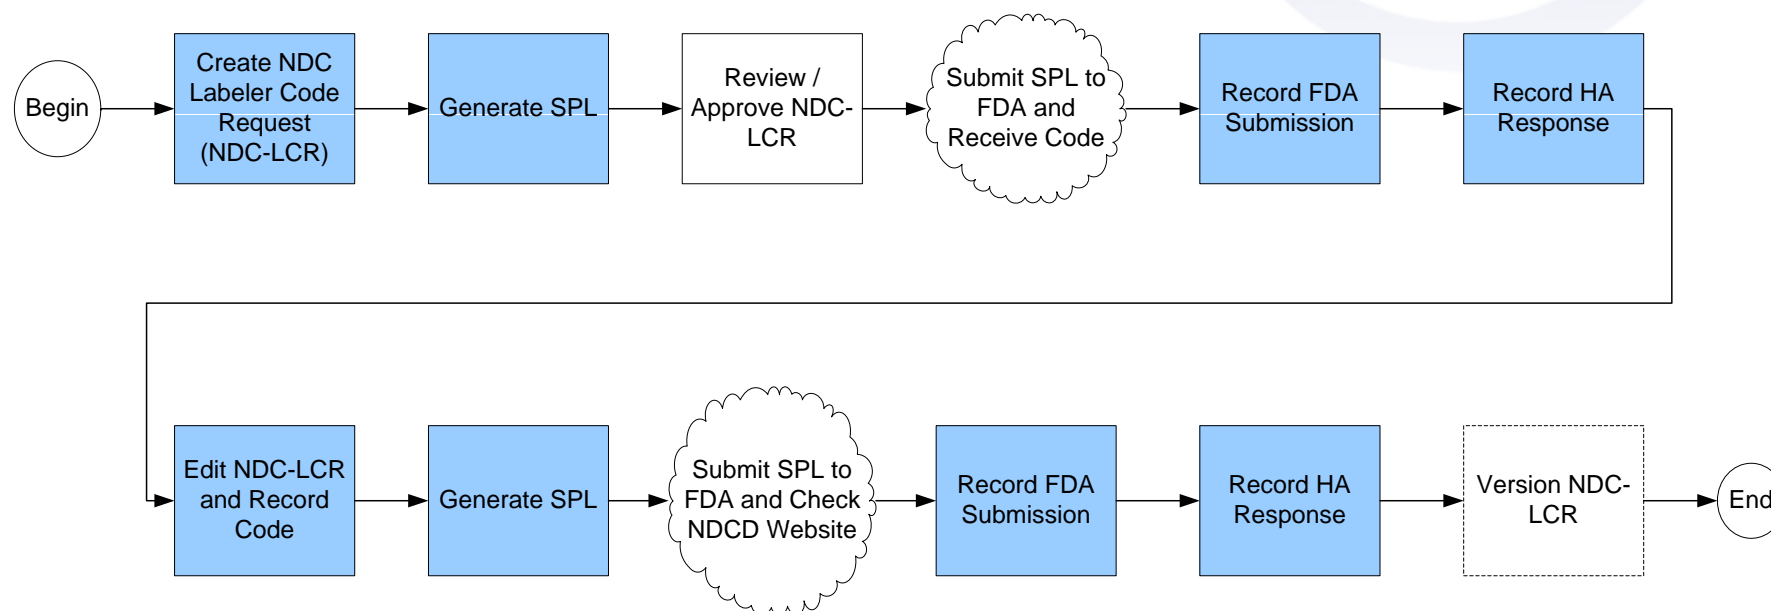 Begin
Create NDC
Labeler Code
Request
(NDC-LCR)
Generate SPL
Review /
Approve NDC-
LCR
Submit SPL to
FDA and
Receive Code
Record FDA
Submission
Record HA
Response
Edit NDC-LCR
and Record
Code
Generate SPL
Submit SPL to
FDA and Check
NDCD Website
Record FDA
Submission
Record HA
Response
Version NDC-
LCR
End